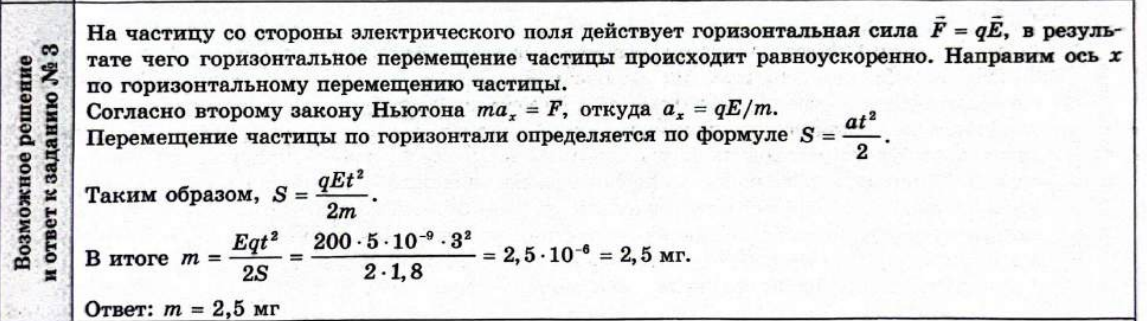 Возможное решение
и ответ к заданию № 3
На частицу со стороны электрического поля действует горизонтальная сила F⃗ = qE⃗, в резуль-
тате чего горизонтальное перемещение частицы происходит равноускоренно. Направим ось x
по горизонтальному перемещению частицы.
Согласно второму закону Ньютона maₓ = F, откуда aₓ = qE/m.
Перемещение частицы по горизонтали определяется по формуле S = at²/2.
Таким образом, S = qEt²/2m.
В итоге m = Eqt²/2S = 200 · 5 · 10⁻⁹ · 3²/2 · 1,8 = 2,5 · 10⁻⁶ = 2,5 мг.
Ответ: m = 2,5 мг